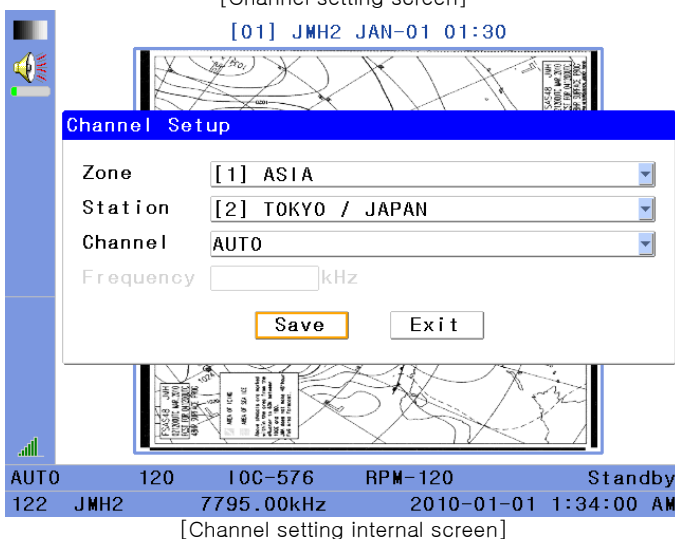 [Channel setting screen]
[01] JMH2 JAN-01 01:30
Channel Setup
Zone [1] ASIA
Station [2] TOKYO / JAPAN
Channel AUTO
Frequency kHz
Save Exit
AUTO 120 IOC-576 RPM-120 Standby
122 JMH2 7795.00kHz 2010-01-01 1:34:00 AM
[Channel setting internal screen]